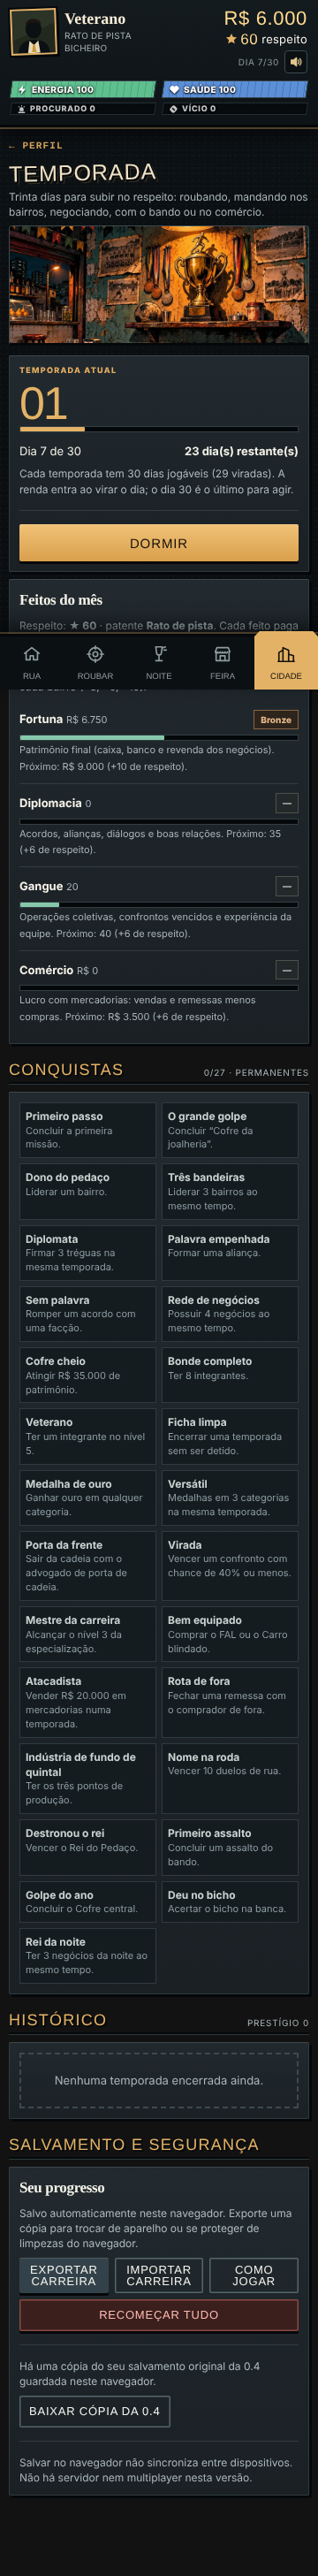 Veterano
RATO DE PISTA
BICHEIRO
R$ 6.000
★ 60 respeito
DIA 7/30
ENERGIA 100
SAÚDE 100
PROCURADO 0
VÍCIO 0
← PERFIL
TEMPORADA
Trinta dias para subir no respeito: roubando, mandando nos
bairros, negociando, com o bando ou no comércio.
TEMPORADA ATUAL
01
Dia 7 de 30
23 dia(s) restante(s)
Cada temporada tem 30 dias jogáveis (29 viradas). A
renda entra ao virar o dia; o dia 30 é o último para agir.
DORMIR
Feitos do mês
Respeito: ★ 60 · patente Rato de pista. Cada feito paga
RUA
ROUBAR
NOITE
FEIRA
CIDADE
Fortuna R$ 6.750
Bronze
Patrimônio final (caixa, banco e revenda dos negócios).
Próximo: R$ 9.000 (+10 de respeito).
Diplomacia 0
—
Acordos, alianças, diálogos e boas relações. Próximo: 35
(+6 de respeito).
Gangue 20
—
Operações coletivas, confrontos vencidos e experiência da
equipe. Próximo: 40 (+6 de respeito).
Comércio R$ 0
—
Lucro com mercadorias: vendas e remessas menos
compras. Próximo: R$ 3.500 (+6 de respeito).
CONQUISTAS
0/27 · PERMANENTES
Primeiro passo
Concluir a primeira
missão.
O grande golpe
Concluir “Cofre da
joalheria”.
Dono do pedaço
Liderar um bairro.
Três bandeiras
Liderar 3 bairros ao
mesmo tempo.
Diplomata
Firmar 3 tréguas na
mesma temporada.
Palavra empenhada
Formar uma aliança.
Sem palavra
Romper um acordo com
uma facção.
Rede de negócios
Possuir 4 negócios ao
mesmo tempo.
Cofre cheio
Atingir R$ 35.000 de
patrimônio.
Bonde completo
Ter 8 integrantes.
Veterano
Ter um integrante no nível
5.
Ficha limpa
Encerrar uma temporada
sem ser detido.
Medalha de ouro
Ganhar ouro em qualquer
categoria.
Versátil
Medalhas em 3 categorias
na mesma temporada.
Porta da frente
Sair da cadeia com o
advogado de porta de
cadeia.
Virada
Vencer um confronto com
chance de 40% ou menos.
Mestre da carreira
Alcançar o nível 3 da
especialização.
Bem equipado
Comprar o FAL ou o Carro
blindado.
Atacadista
Vender R$ 20.000 em
mercadorias numa
temporada.
Rota de fora
Fechar uma remessa com
o comprador de fora.
Indústria de fundo de
quintal
Ter os três pontos de
produção.
Nome na roda
Vencer 10 duelos de rua.
Destronou o rei
Vencer o Rei do Pedaço.
Primeiro assalto
Concluir um assalto do
bando.
Golpe do ano
Concluir o Cofre central.
Deu no bicho
Acertar o bicho na banca.
Rei da noite
Ter 3 negócios da noite ao
mesmo tempo.
HISTÓRICO
PRESTÍGIO 0
Nenhuma temporada encerrada ainda.
SALVAMENTO E SEGURANÇA
Seu progresso
Salvo automaticamente neste navegador. Exporte uma
cópia para trocar de aparelho ou se proteger de
limpezas do navegador.
EXPORTAR
CARREIRA
IMPORTAR
CARREIRA
COMO
JOGAR
RECOMEÇAR TUDO
Há uma cópia do seu salvamento original da 0.4
guardada neste navegador.
BAIXAR CÓPIA DA 0.4
Salvar no navegador não sincroniza entre dispositivos.
Não há servidor nem multiplayer nesta versão.